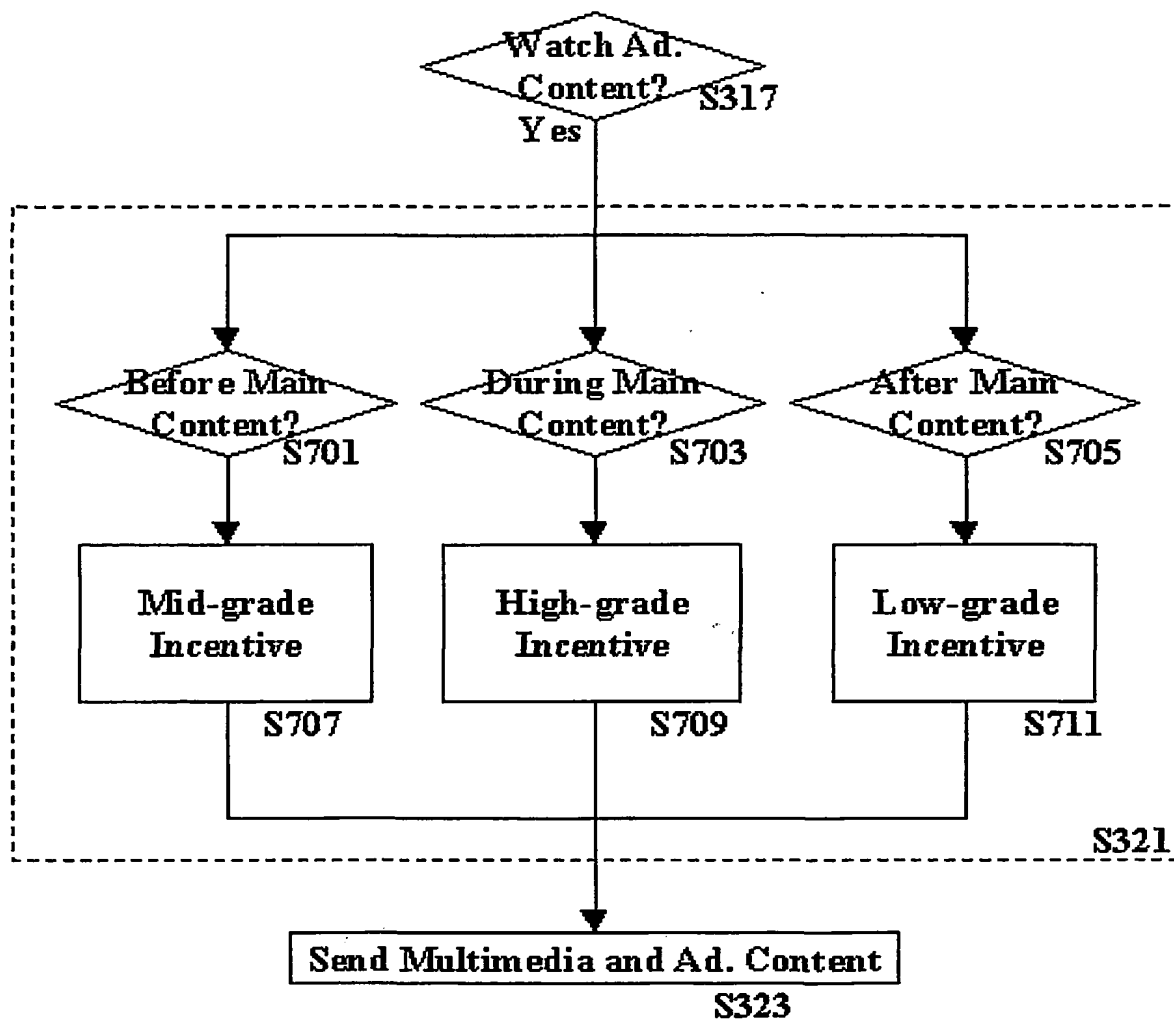 Watch Ad.
Content?
S317
Yes
Before Main
Content?
S701
During Main
Content?
S703
After Main
Content?
S705
Mid-grade
Incentive
S707
High-grade
Incentive
S709
Low-grade
Incentive
S711
S321
Send Multimedia and Ad. Content
S323